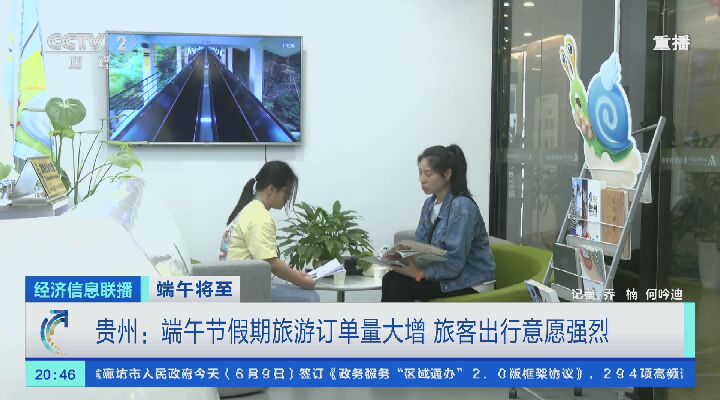 CCTV 2
财经
重播
记者 乔 楠 何吟迪
经济信息联播 端午将至
贵州：端午节假期旅游订单量大增 旅客出行意愿强烈
20:46 廊坊市人民政府今天（6月9日）签订《政务服务“区域通办”2.0版框架协议》，294项高频